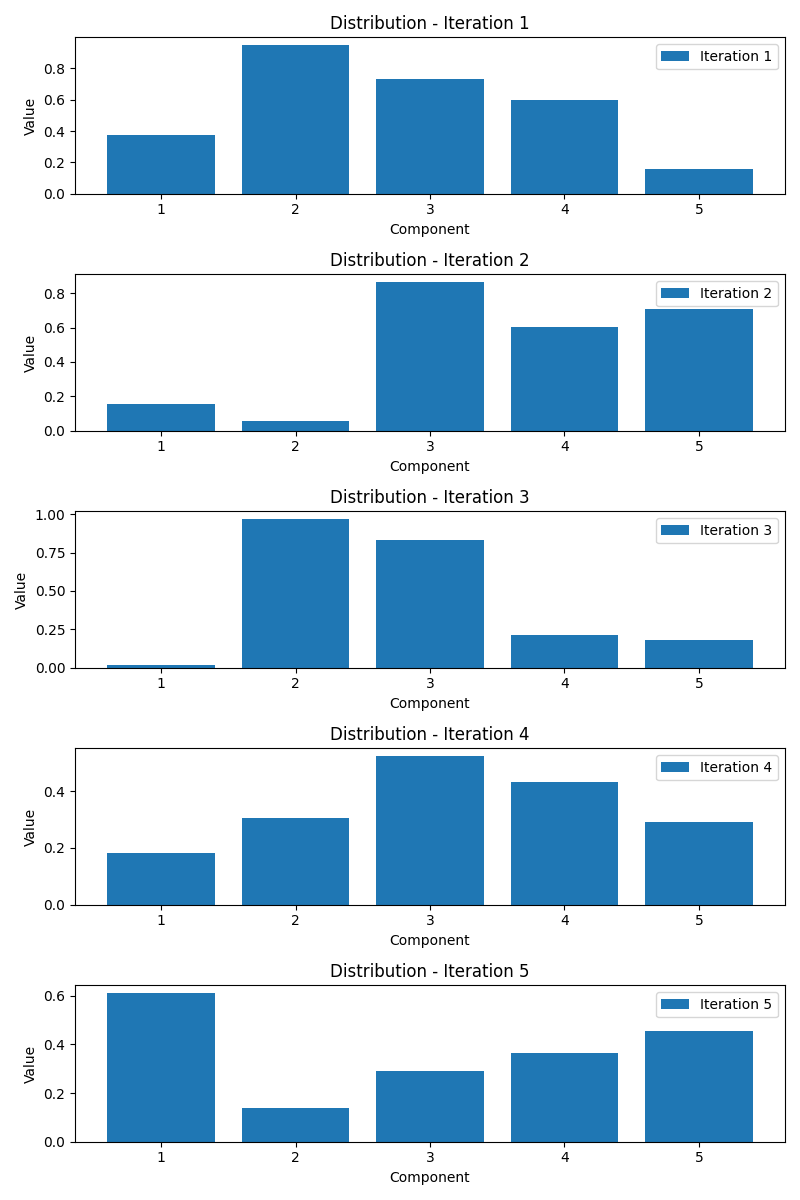 Distribution - Iteration 1
Iteration 1
Value
0.8
0.6
0.4
0.2
0.0
1 2 3 4 5
Component
Distribution - Iteration 2
Iteration 2
Value
0.8
0.6
0.4
0.2
0.0
1 2 3 4 5
Component
Distribution - Iteration 3
Iteration 3
Value
1.00
0.75
0.50
0.25
0.00
1 2 3 4 5
Component
Distribution - Iteration 4
Iteration 4
Value
0.4
0.2
0.0
1 2 3 4 5
Component
Distribution - Iteration 5
Iteration 5
Value
0.6
0.4
0.2
0.0
1 2 3 4 5
Component